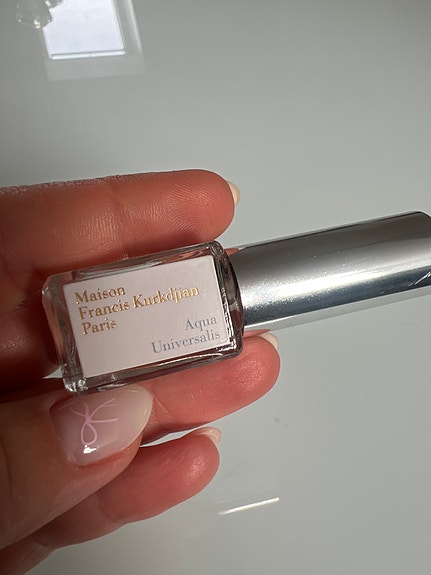 Maison
Francis Kurkdjian
Paris
Aqua
Universalis